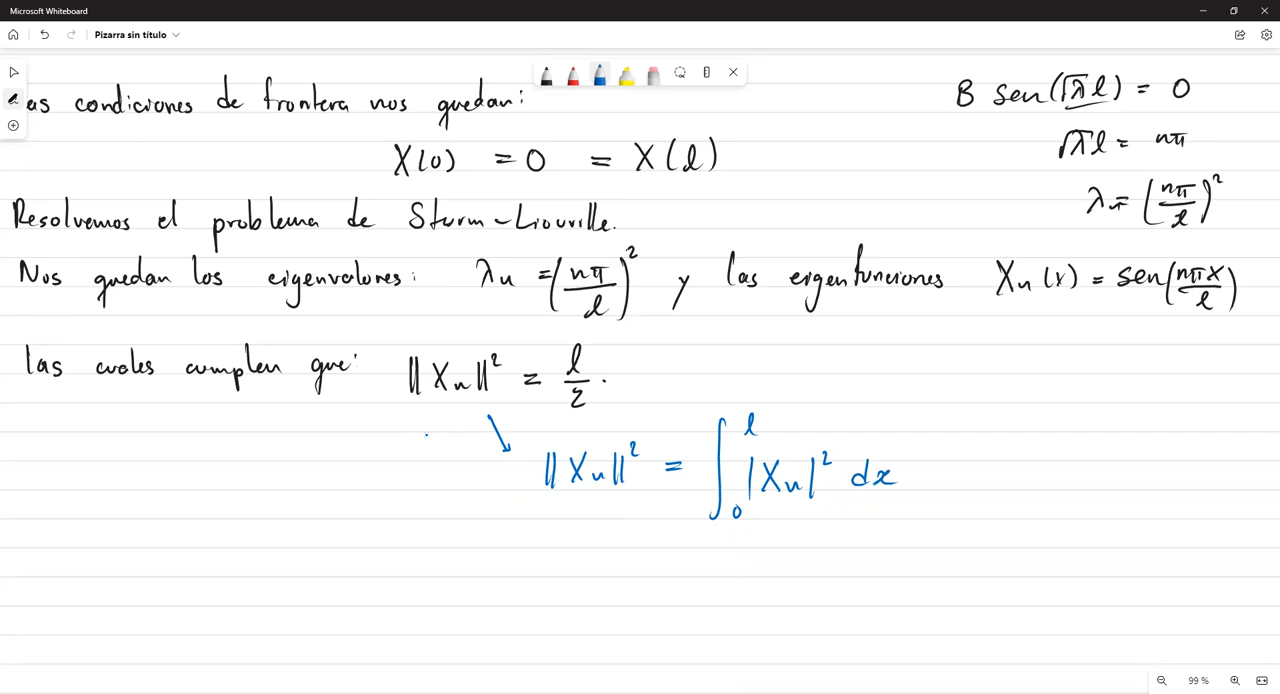 Microsoft Whiteboard
Pizarra sin título
as condiciones de frontera nos quedan:
X(0) = 0 = X(l)
B sen(√λ l) = 0
√λ l = nπ
λ = (nπ/l)²
Resolvemos el problema de Sturm-Liouville.
Nos quedan los eigenvalores: λn = (nπ/l)² y las eigenfunciones Xn(x) = sen(nπx/l)
las cuales cumplen que: ||Xn||² = l/2.
||Xn||² = ∫₀ˡ |Xn|² dx
99 %